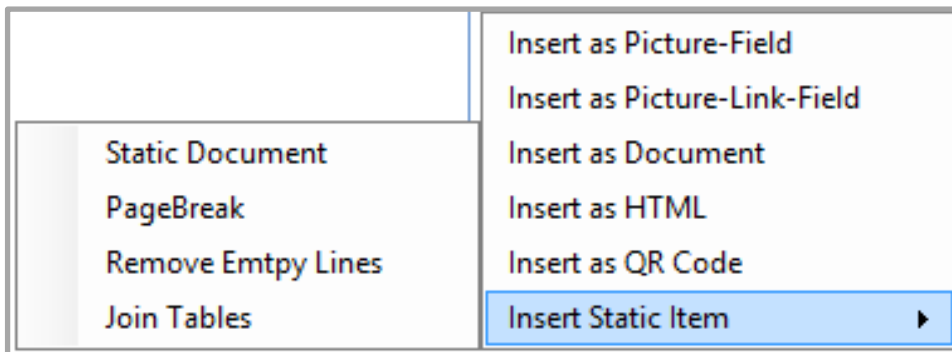 Insert as Picture-Field
Insert as Picture-Link-Field
Insert as Document
Insert as HTML
Insert as QR Code
Insert Static Item
Static Document
PageBreak
Remove Emtpy Lines
Join Tables